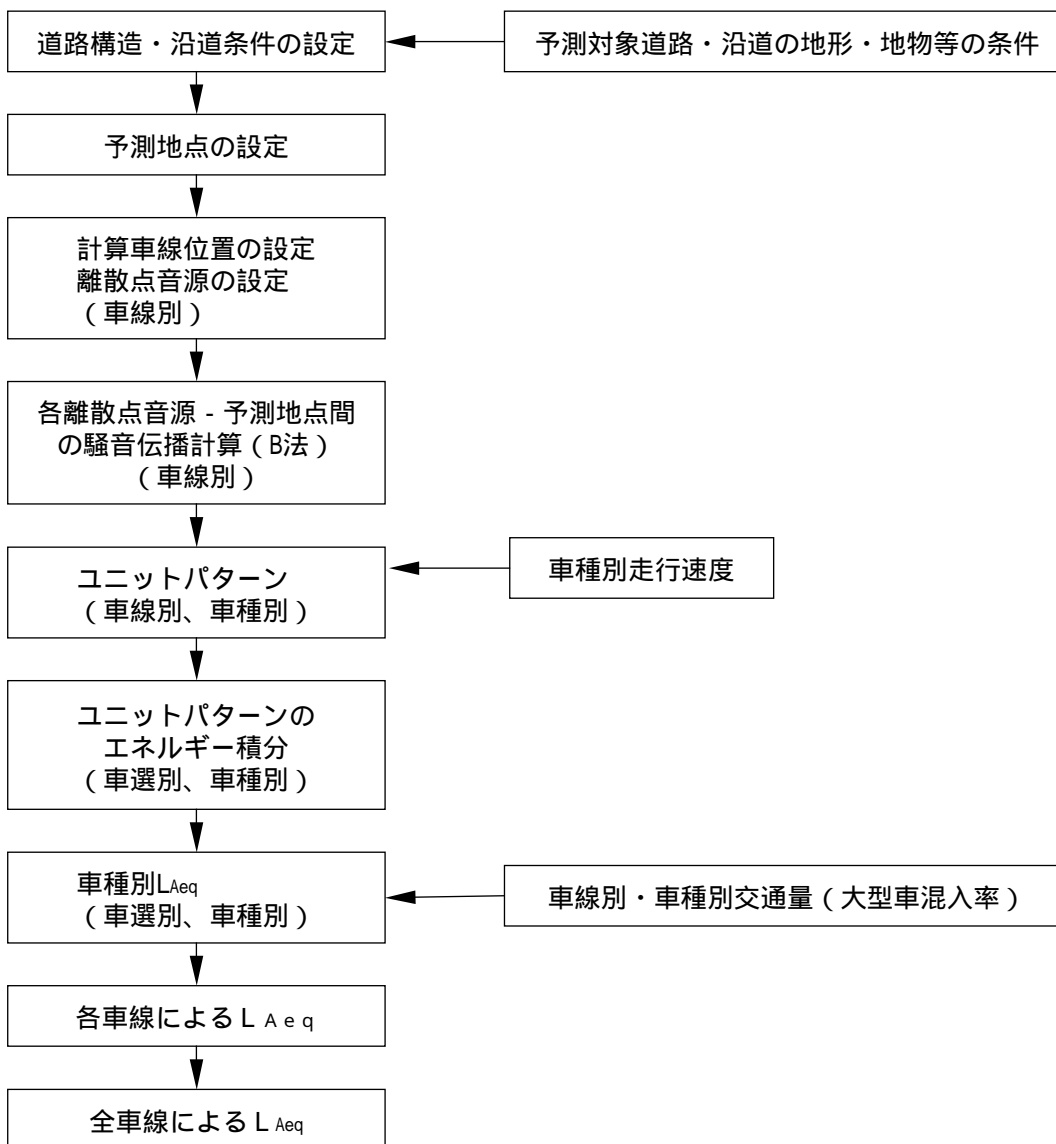 道路構造・沿道条件の設定
予測対象道路・沿道の地形・地物等の条件
予測地点の設定
計算車線位置の設定
離散点音源の設定
（車線別）
各離散点音源 - 予測地点間
の騒音伝播計算（B法）
（車線別）
ユニットパターン
（車線別、車種別）
車種別走行速度
ユニットパターンの
エネルギー積分
（車選別、車種別）
車種別LAeq
（車選別、車種別）
車線別・車種別交通量（大型車混入率）
各車線によるＬＡｅｑ
全車線によるＬAeq